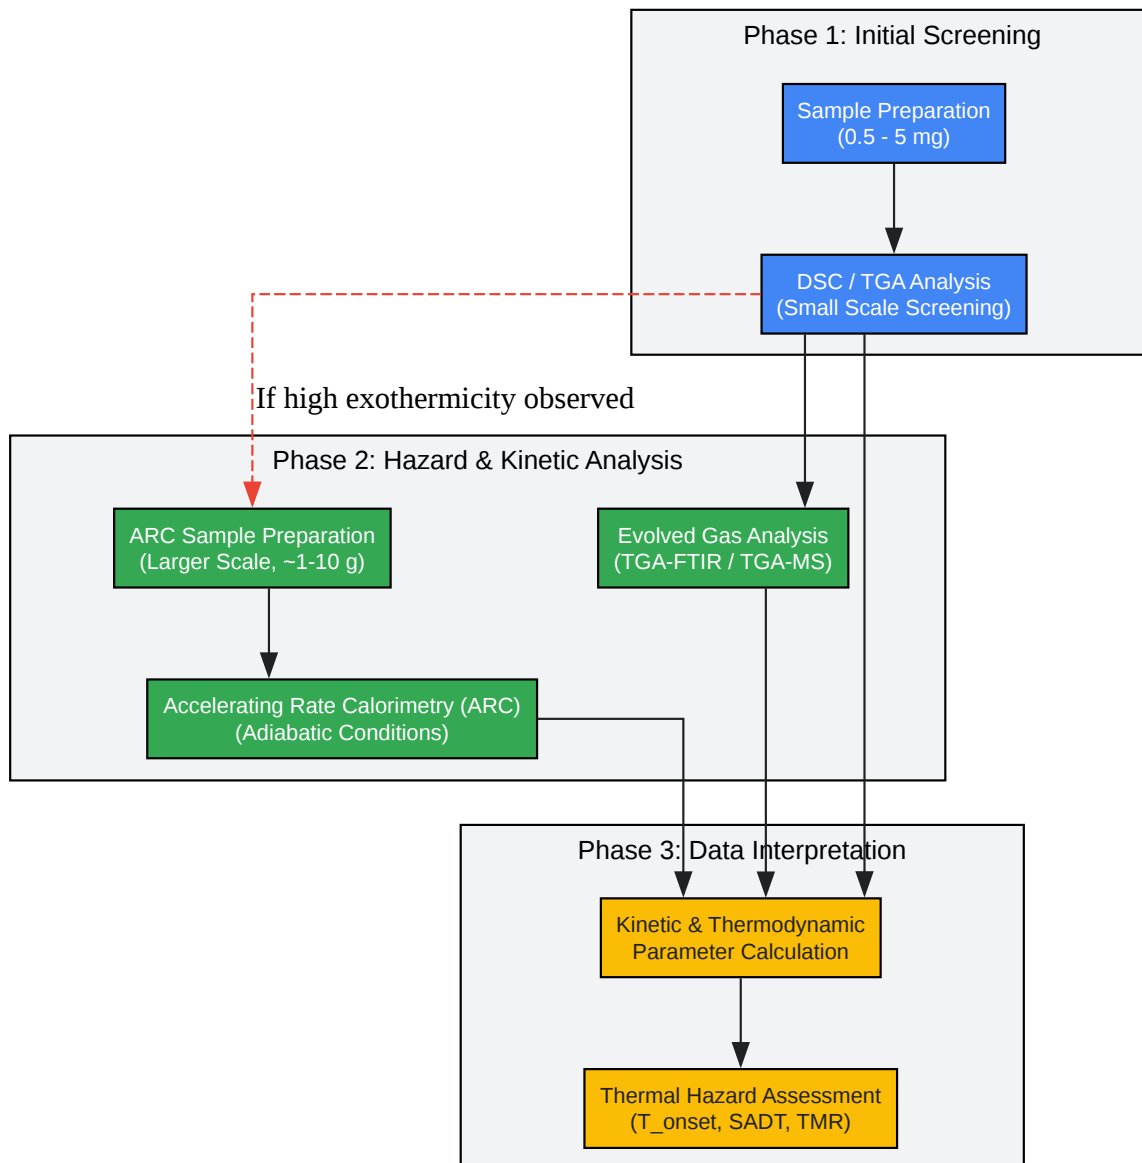 Phase 1: Initial Screening
Sample Preparation
(0.5 - 5 mg)
DSC / TGA Analysis
(Small Scale Screening)
If high exothermicity observed
Phase 2: Hazard & Kinetic Analysis
ARC Sample Preparation
(Larger Scale, ~1-10 g)
Evolved Gas Analysis
(TGA-FTIR / TGA-MS)
Accelerating Rate Calorimetry (ARC)
(Adiabatic Conditions)
Phase 3: Data Interpretation
Kinetic & Thermodynamic
Parameter Calculation
Thermal Hazard Assessment
(T_onset, SADT, TMR)